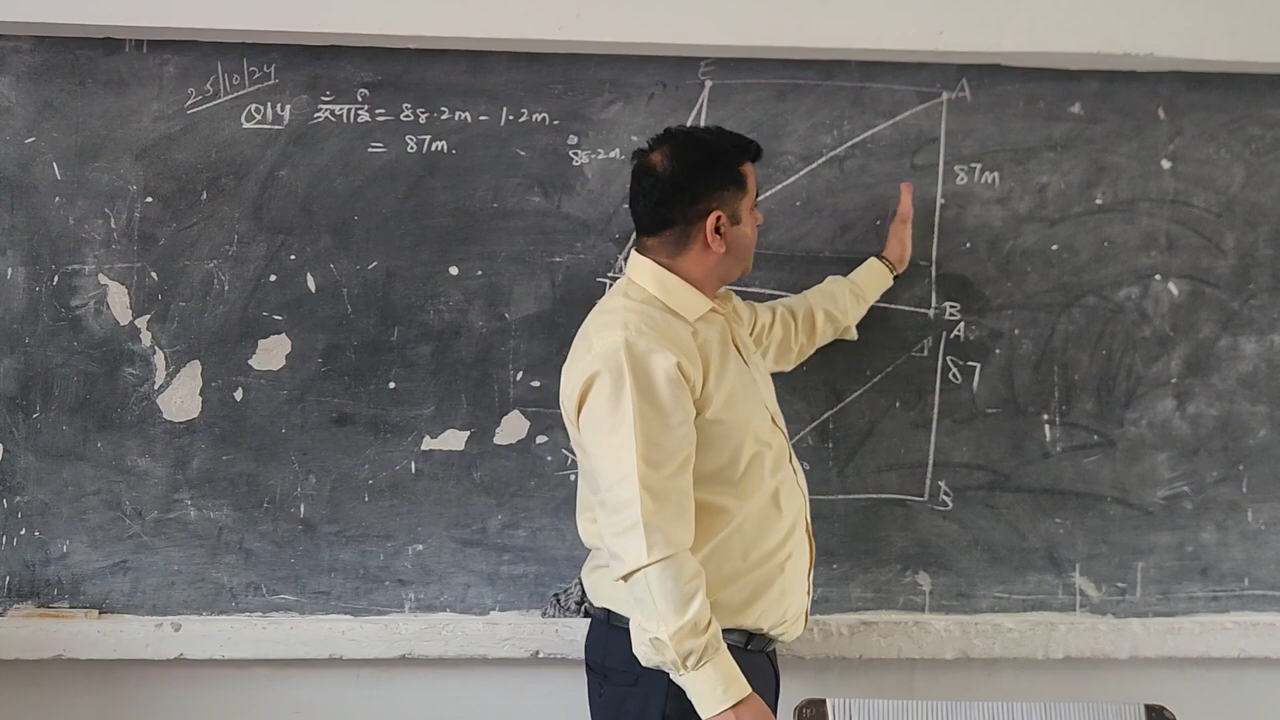 25/10/24
Q14 ऊँचाई = 88.2m - 1.2m.
= 87m.
E
A
88.2m.
87m
B
A
87
B